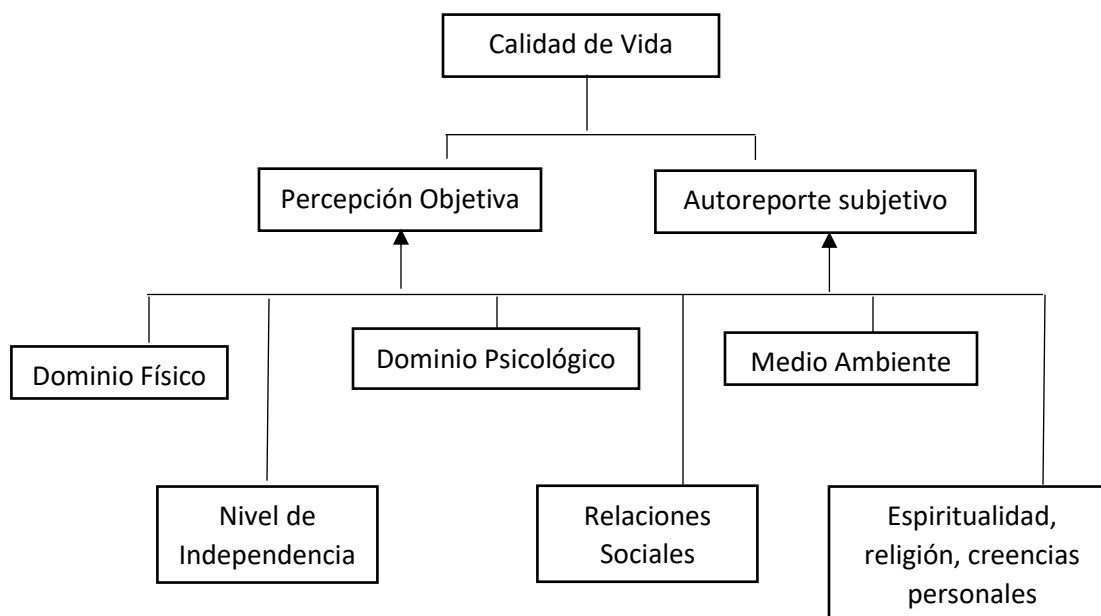 Calidad de Vida
Percepción Objetiva
Autoreporte subjetivo
Dominio Físico
Dominio Psicológico
Medio Ambiente
Nivel de
Independencia
Relaciones
Sociales
Espiritualidad,
religión, creencias
personales